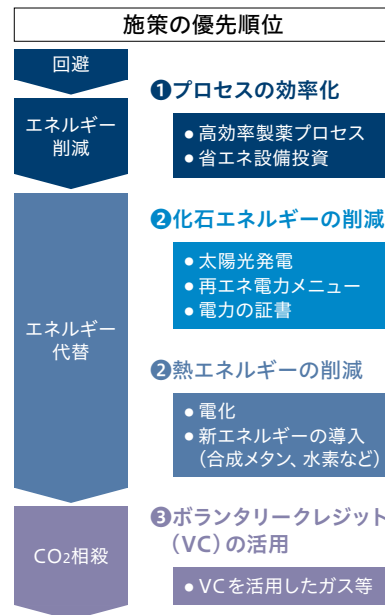 施策の優先順位
回避
❶プロセスの効率化
エネルギー
削減
● 高効率製薬プロセス
● 省エネ設備投資
❷化石エネルギーの削減
● 太陽光発電
● 再エネ電力メニュー
● 電力の証書
エネルギー
代替
❷熱エネルギーの削減
● 電化
● 新エネルギーの導入
（合成メタン、水素など）
❸ボランタリークレジット
（VC）の活用
CO₂相殺
● VCを活用したガス等